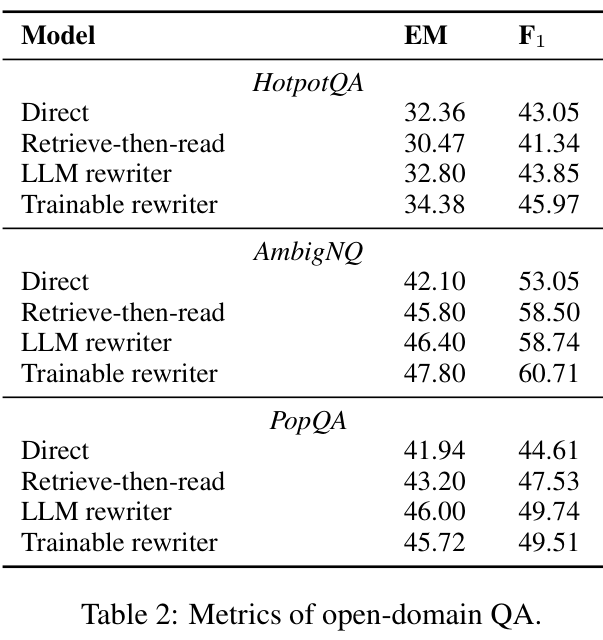 Model EM F₁
HotpotQA
Direct 32.36 43.05
Retrieve-then-read 30.47 41.34
LLM rewriter 32.80 43.85
Trainable rewriter 34.38 45.97
AmbigNQ
Direct 42.10 53.05
Retrieve-then-read 45.80 58.50
LLM rewriter 46.40 58.74
Trainable rewriter 47.80 60.71
PopQA
Direct 41.94 44.61
Retrieve-then-read 43.20 47.53
LLM rewriter 46.00 49.74
Trainable rewriter 45.72 49.51
Table 2: Metrics of open-domain QA.